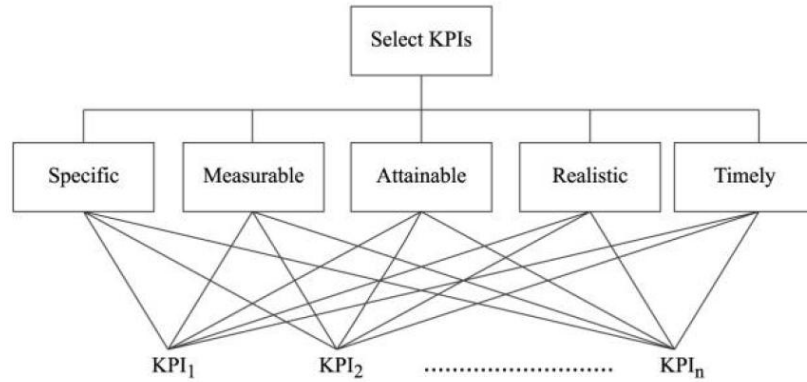 Select KPIs
Specific Measurable Attainable Realistic Timely
KPI₁ KPI₂ ........................... KPIₙ